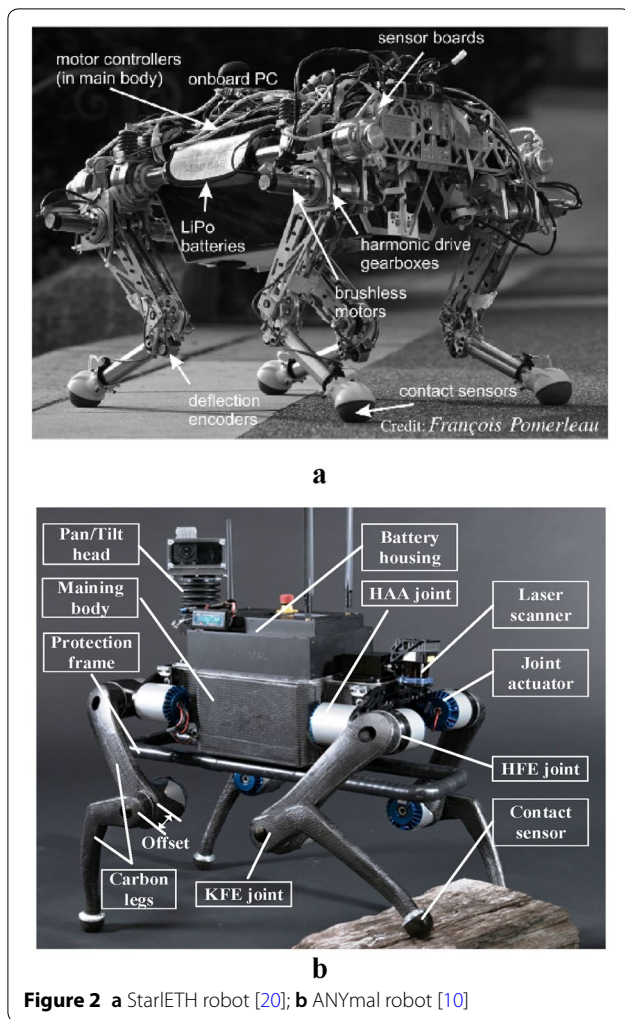 sensor boards
motor controllers
(in main body)
onboard PC
LiPo
batteries
harmonic drive
gearboxes
brushless
motors
deflection
encoders
contact sensors
Credit: François Pomerleau
a
Pan/Tilt
head
Battery
housing
Maining
body
HAA joint
Laser
scanner
Protection
frame
Joint
actuator
HFE joint
Contact
sensor
Offset
Carbon
legs
KFE joint
b
Figure 2 a StarlETH robot [20]; b ANYmal robot [10]